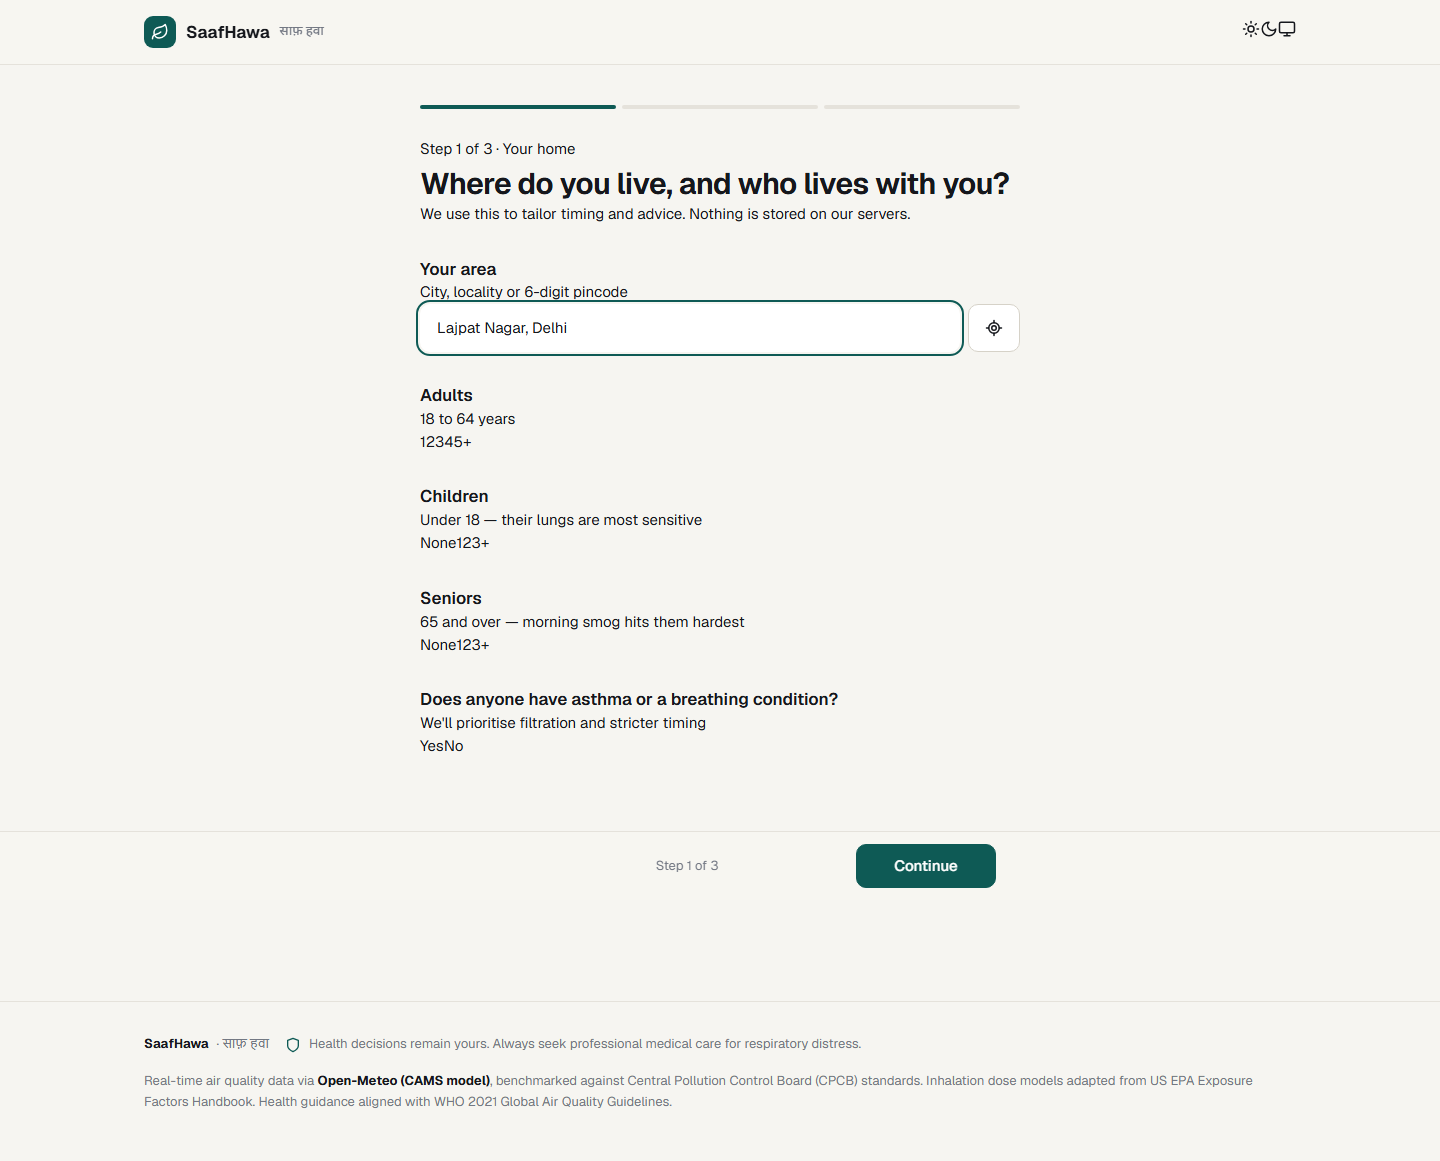 SaafHawa साफ़ हवा
Step 1 of 3 · Your home
Where do you live, and who lives with you?
We use this to tailor timing and advice. Nothing is stored on our servers.
Your area
City, locality or 6-digit pincode
Lajpat Nagar, Delhi
Adults
18 to 64 years
12345+
Children
Under 18 — their lungs are most sensitive
None123+
Seniors
65 and over — morning smog hits them hardest
None123+
Does anyone have asthma or a breathing condition?
We'll prioritise filtration and stricter timing
YesNo
Step 1 of 3
Continue
SaafHawa · साफ़ हवा Health decisions remain yours. Always seek professional medical care for respiratory distress.
Real-time air quality data via Open-Meteo (CAMS model), benchmarked against Central Pollution Control Board (CPCB) standards. Inhalation dose models adapted from US EPA Exposure
Factors Handbook. Health guidance aligned with WHO 2021 Global Air Quality Guidelines.